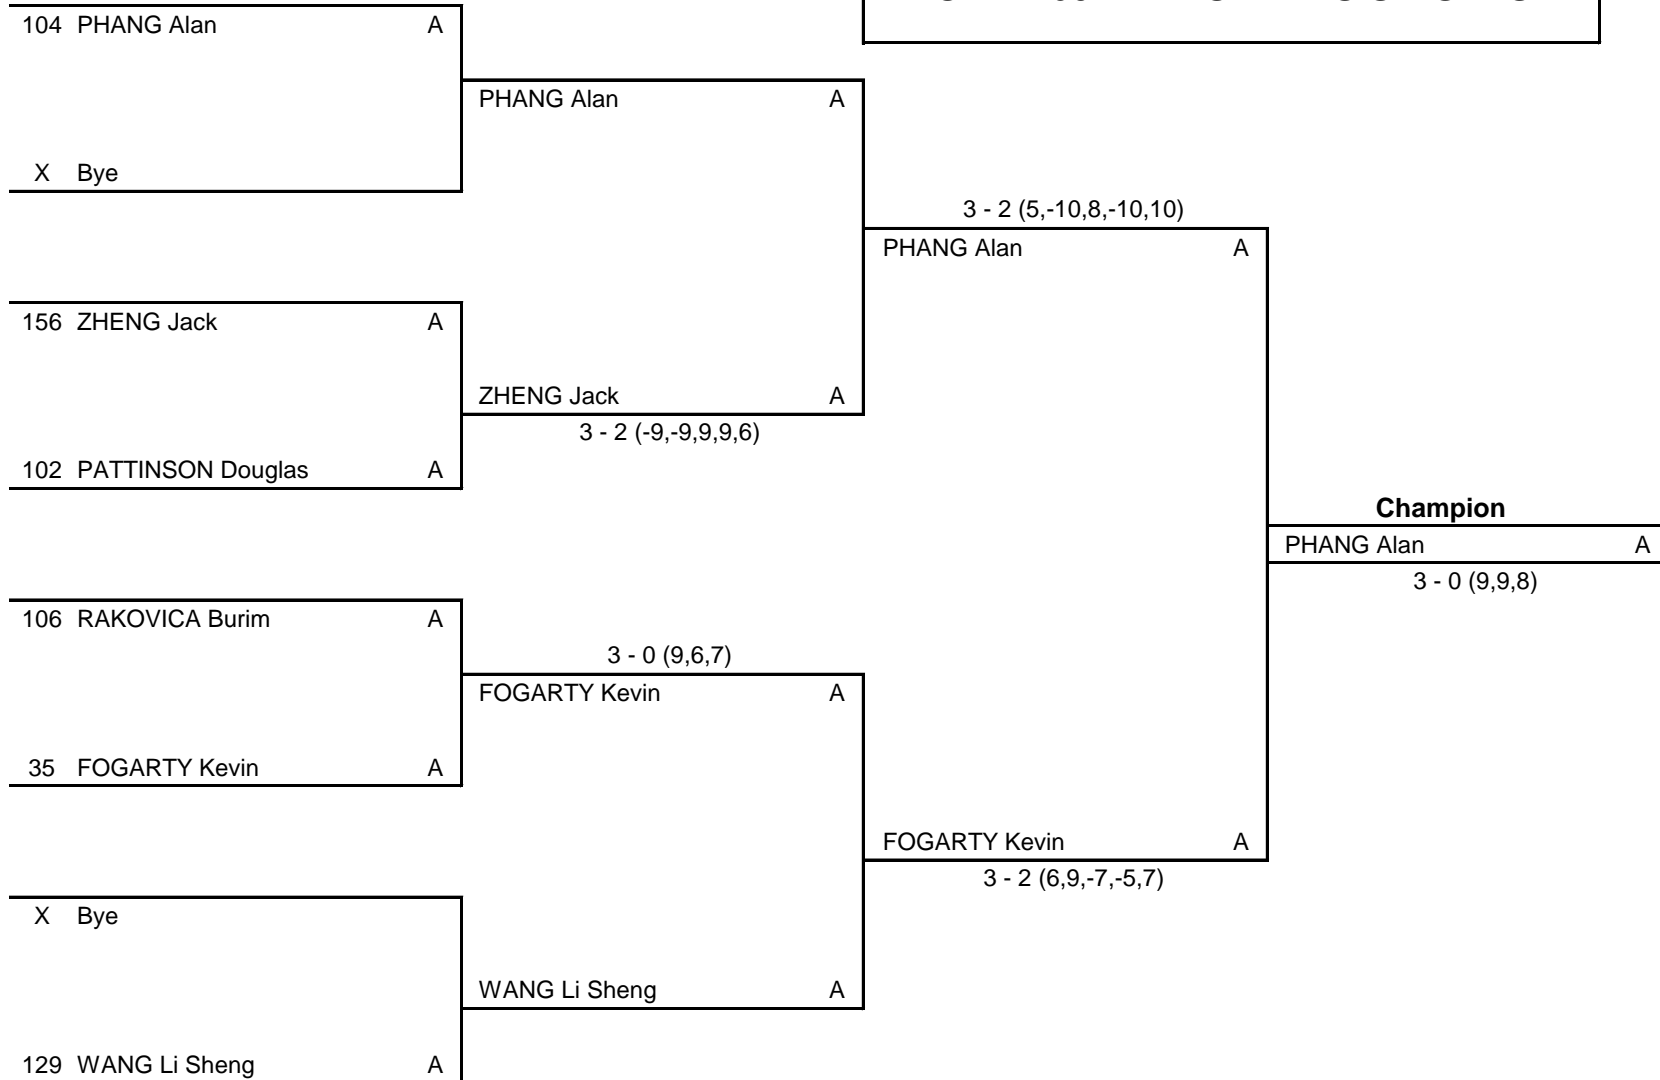 104 PHANG Alan A
PHANG Alan A
X Bye
3 - 2 (5,-10,8,-10,10)
PHANG Alan A
156 ZHENG Jack A
ZHENG Jack A
3 - 2 (-9,-9,9,9,6)
102 PATTINSON Douglas A
Champion
PHANG Alan A
3 - 0 (9,9,8)
106 RAKOVICA Burim A
3 - 0 (9,6,7)
FOGARTY Kevin A
35 FOGARTY Kevin A
FOGARTY Kevin A
3 - 2 (6,9,-7,-5,7)
X Bye
WANG Li Sheng A
129 WANG Li Sheng A